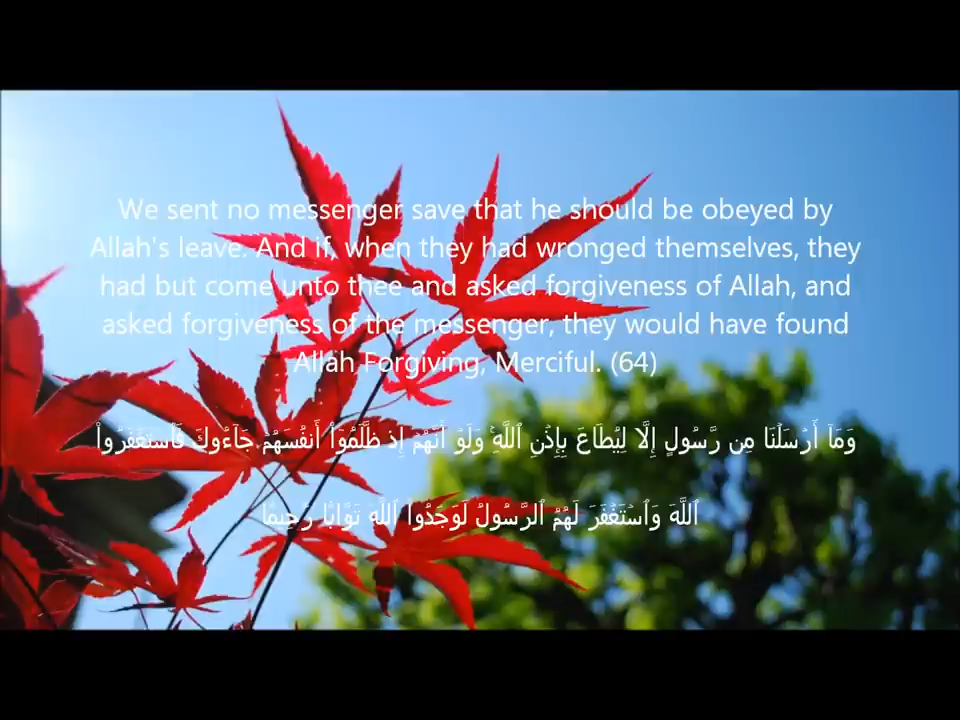 We sent no messenger save that he should be obeyed by
Allah's leave. And if, when they had wronged themselves, they
had but come unto thee and asked forgiveness of Allah, and
asked forgiveness of the messenger, they would have found
Allah Forgiving, Merciful. (64)
وَمَآ أَرۡسَلۡنَا مِن رَّسُولٍ إِلَّا لِيُطَاعَ بِإِذۡنِ ٱللَّهِۚ وَلَوۡ أَنَّهُمۡ إِذ ظَّلَمُوٓاْ أَنفُسَهُمۡ جَآءُوكَ فَٱسۡتَغۡفَرُواْ
ٱللَّهَ وَٱسۡتَغۡفَرَ لَهُمُ ٱلرَّسُولُ لَوَجَدُواْ ٱللَّهَ تَوَّابٗا رَّحِيمٗا